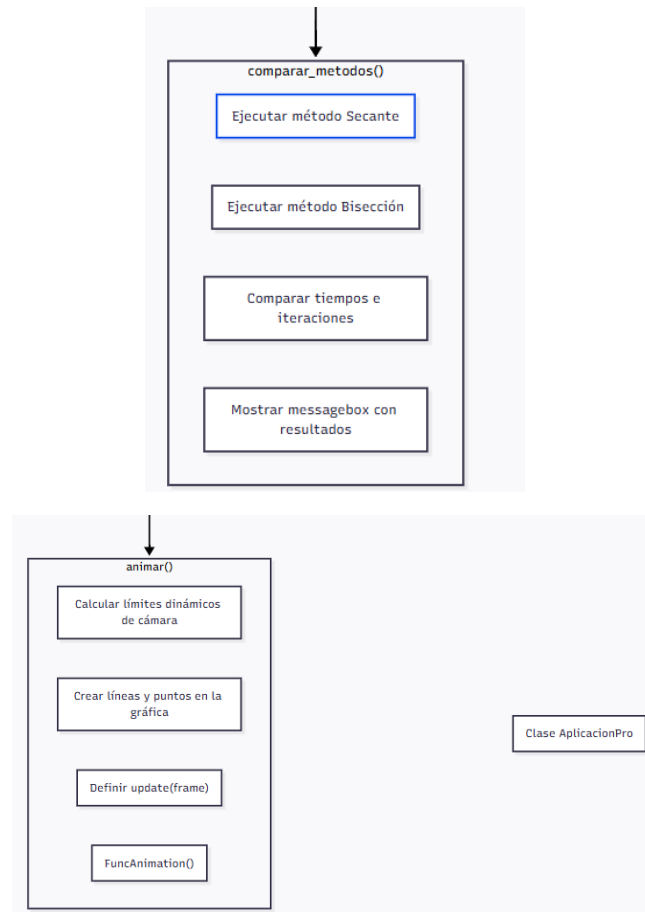 comparar_metodos()
Ejecutar método Secante
Ejecutar método Bisección
Comparar tiempos e
iteraciones
Mostrar messagebox con
resultados
animar()
Calcular límites dinámicos
de cámara
Crear líneas y puntos en la
gráfica
Clase AplicacionPro
Definir update(frame)
FuncAnimation()